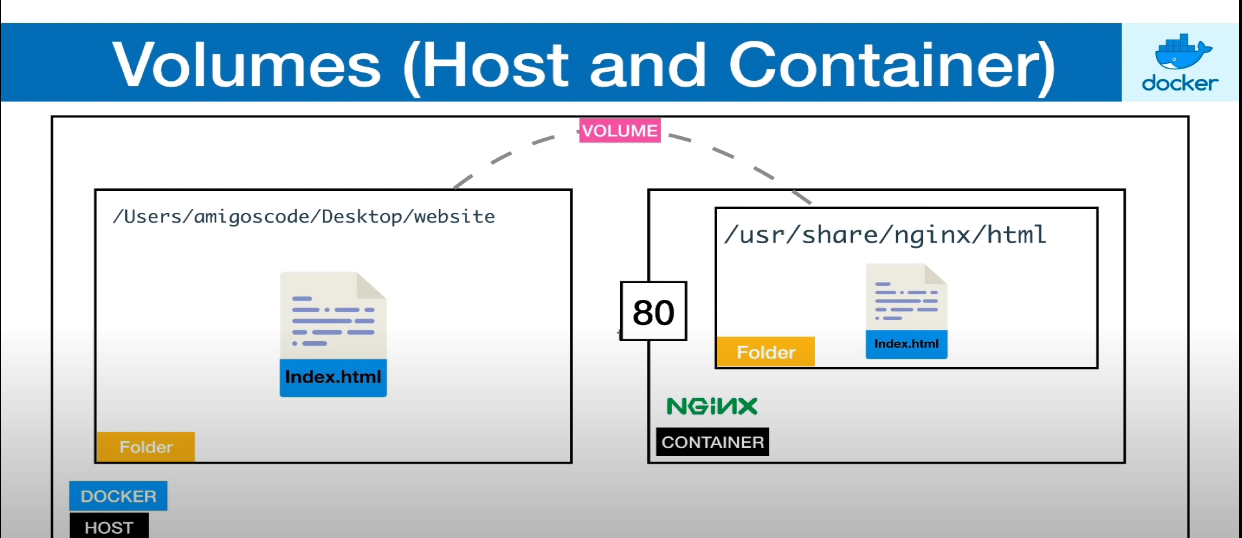 Volumes (Host and Container)
docker
VOLUME
/Users/amigoscode/Desktop/website
Index.html
Folder
80
/usr/share/nginx/html
Index.html
Folder
NGiNX
CONTAINER
DOCKER
HOST